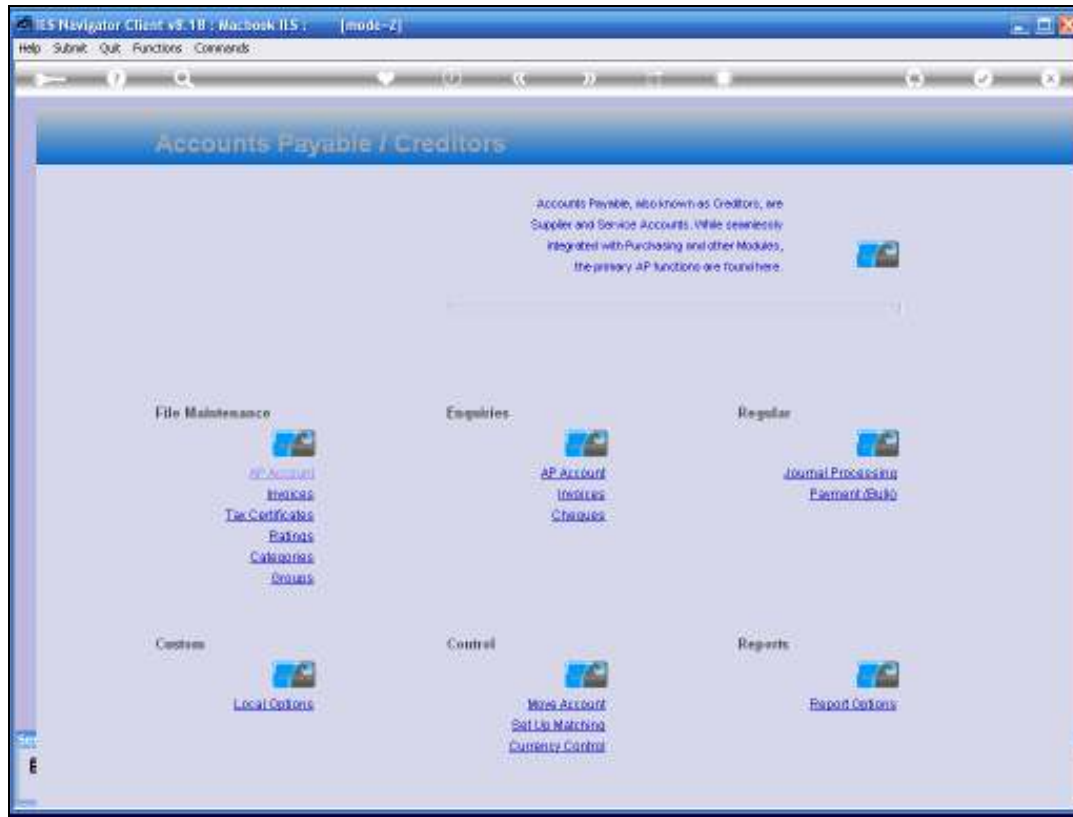 IES Navigator Client v8.1B : Macbook ILS : [mode-Z]
Help Submit Quit Functions Commands
Accounts Payable / Creditors
Accounts Payable, also known as Creditors, are
Supplier and Service Accounts. While seamlessly
integrated with Purchasing and other Modules,
the primary AP functions are found here.
File Maintenance
AP Account
Invoices
Tax Certificates
Ratings
Categories
Groups
Enquiries
AP Account
Invoices
Cheques
Regular
Journal Processing
Payment (Bulk)
Custom
Local Options
Control
Move Account
Set Up Matching
Currency Control
Reports
Report Options